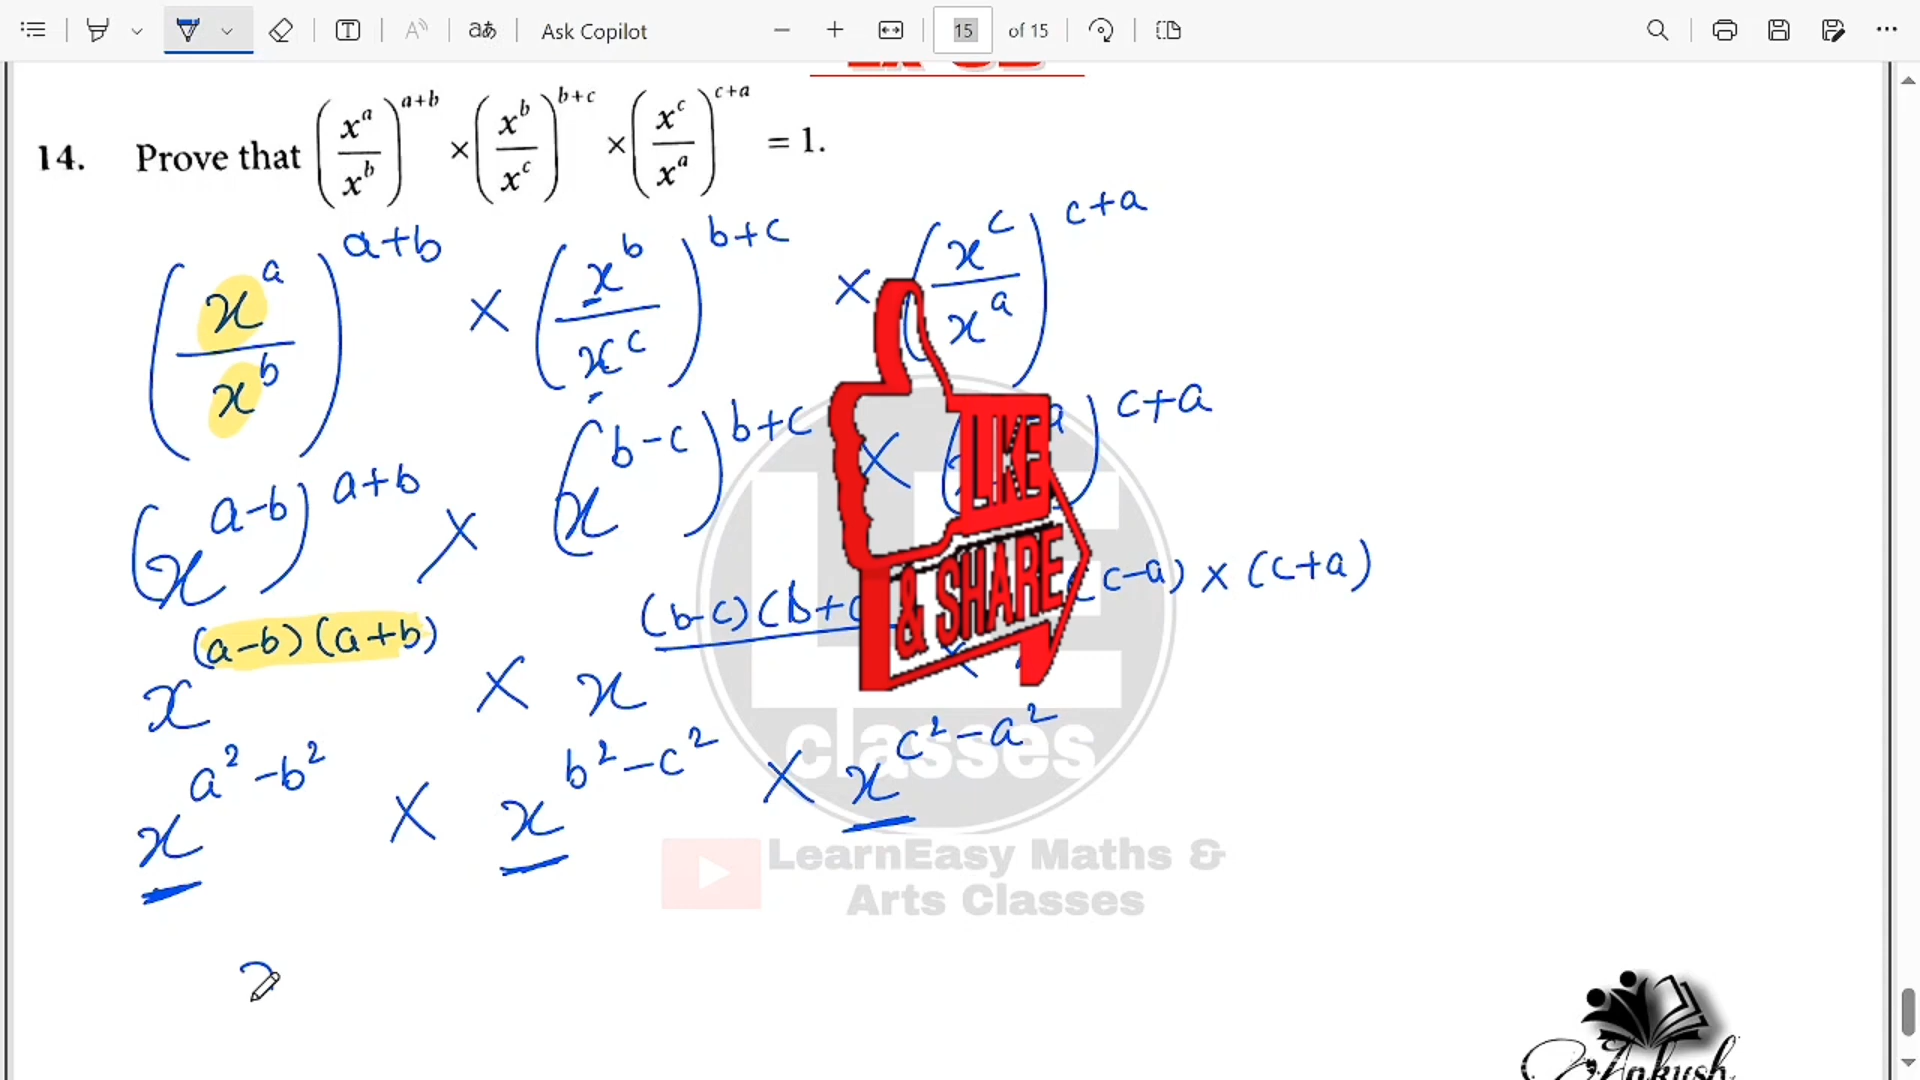 Ask Copilot 15 of 15
14. Prove that (x^a/x^b)^(a+b) × (x^b/x^c)^(b+c) × (x^c/x^a)^(c+a) = 1.
(x^a/x^b)^(a+b) × (x^b/x^c)^(b+c) × (x^c/x^a)^(c+a)
(x^(a-b))^(a+b) × (x^(b-c))^(b+c) × ( a)^(c+a)
x^((a-b)(a+b)) × x^((b-c)(b+c × (c-a)×(c+a)
x^(a²-b²) × x^(b²-c²) × x^(c²-a²)
LIKE
& SHARE
classes
LearnEasy Maths &
Arts Classes
Ankush